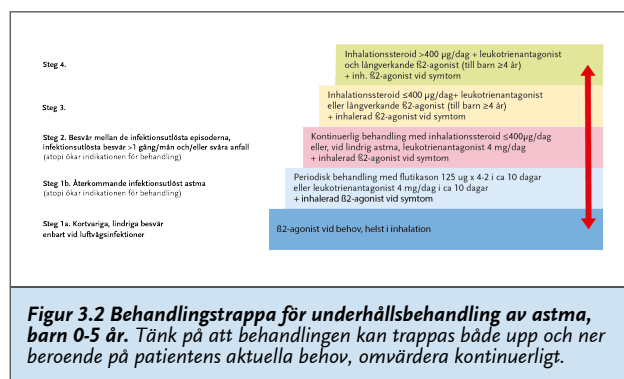 Steg 4.
Inhalationssteroid >400 µg/dag + leukotrienantagonist
och långverkande ß2-agonist (till barn ≥4 år)
+ inh. ß2-agonist vid symtom
Steg 3.
Inhalationssteroid ≤400 µg/dag+ leukotrienantagonist
eller långverkande ß2-agonist (till barn ≥4 år)
+ inhalerad ß2-agonist vid symtom
Steg 2. Besvär mellan de infektionsutlösta episoderna,
infektionsutlösta besvär >1 gång/mån och/eller svåra anfall
(atopi ökar indikationen för behandling)
Kontinuerlig behandling med inhalationssteroid ≤400µg/dag
eller, vid lindrig astma, leukotrienantagonist 4 mg/dag
+ inhalerad ß2-agonist vid symtom
Steg 1b. Återkommande infektionsutlöst astma
(atopi ökar indikationen för behandling)
Periodisk behandling med flutikason 125 ug x 4-2 i ca 10 dagar
eller leukotrienantagonist 4 mg/dag i ca 10 dagar
+ inhalerad ß2-agonist vid symtom
Steg 1a. Kortvariga, lindriga besvär
enbart vid luftvägsinfektioner
ß2-agonist vid behov, helst i inhalation
Figur 3.2 Behandlingstrappa för underhållsbehandling av astma,
barn 0-5 år. Tänk på att behandlingen kan trappas både upp och ner
beroende på patientens aktuella behov, omvärdera kontinuerligt.